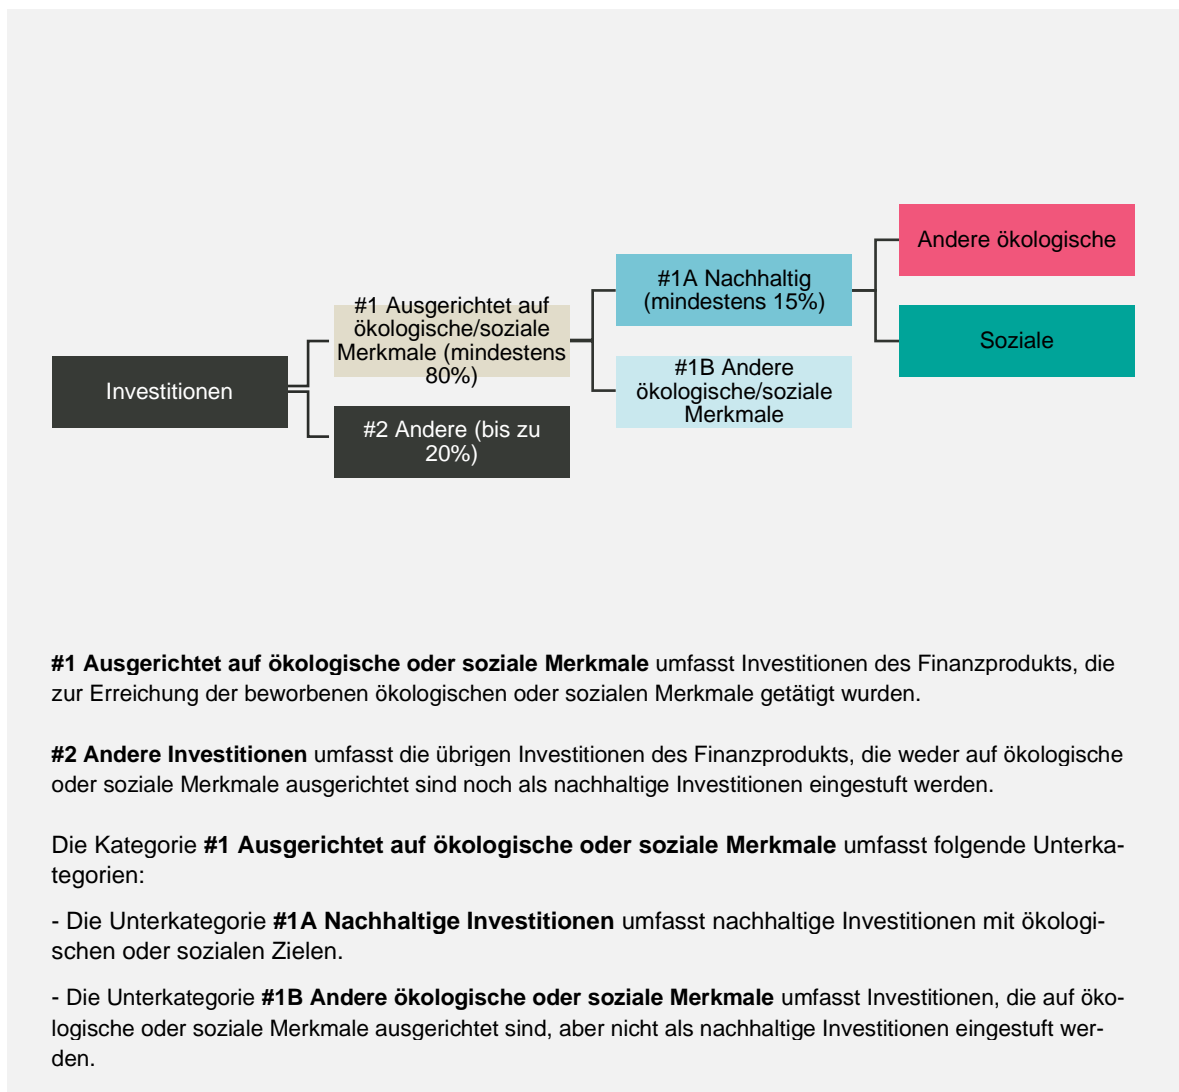 Andere ökologische
#1A Nachhaltig
(mindestens 15%)
#1 Ausgerichtet auf
ökologische/soziale
Merkmale (mindestens
80%)
Soziale
#1B Andere
ökologische/soziale
Merkmale
Investitionen
#2 Andere (bis zu
20%)
#1 Ausgerichtet auf ökologische oder soziale Merkmale umfasst Investitionen des Finanzprodukts, die
zur Erreichung der beworbenen ökologischen oder sozialen Merkmale getätigt wurden.
#2 Andere Investitionen umfasst die übrigen Investitionen des Finanzprodukts, die weder auf ökologische
oder soziale Merkmale ausgerichtet sind noch als nachhaltige Investitionen eingestuft werden.
Die Kategorie #1 Ausgerichtet auf ökologische oder soziale Merkmale umfasst folgende Unterka-
tegorien:
- Die Unterkategorie #1A Nachhaltige Investitionen umfasst nachhaltige Investitionen mit ökologi-
schen oder sozialen Zielen.
- Die Unterkategorie #1B Andere ökologische oder soziale Merkmale umfasst Investitionen, die auf öko-
logische oder soziale Merkmale ausgerichtet sind, aber nicht als nachhaltige Investitionen eingestuft wer-
den.